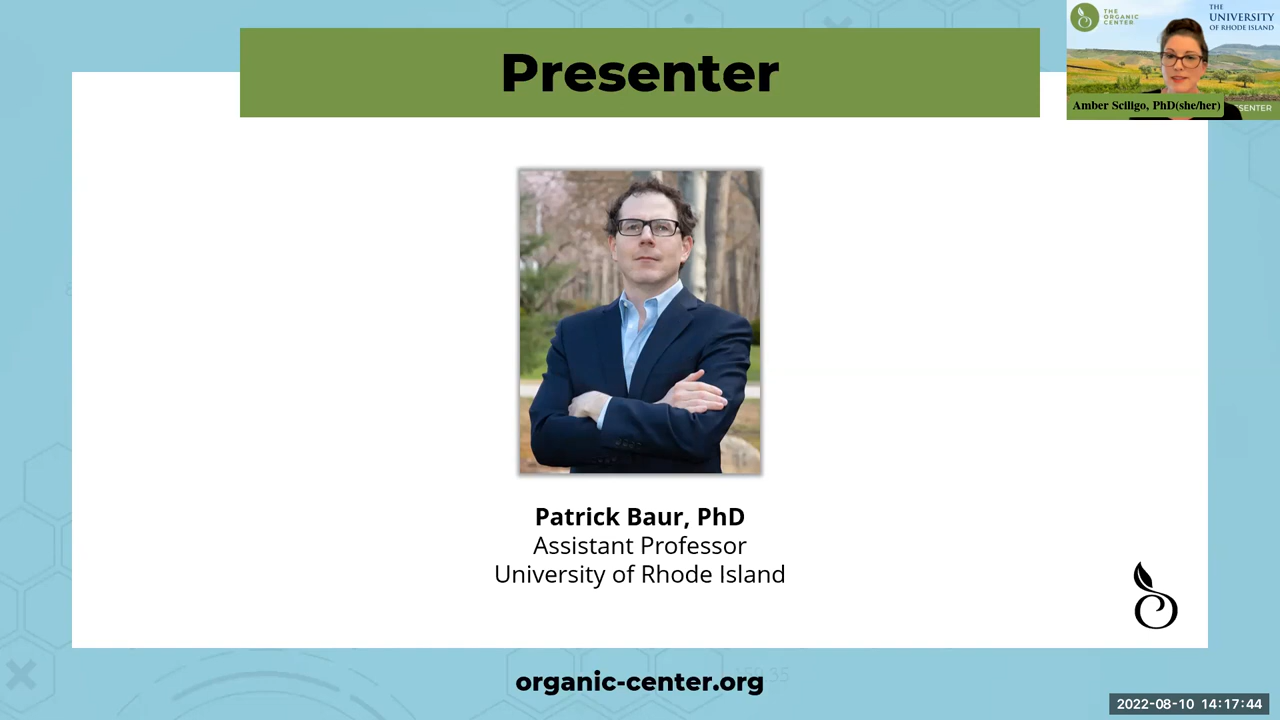 Presenter
THE
ORGANIC
CENTER
THE
UNIVERSITY
OF RHODE ISLAND
Amber Sciligo, PhD(she/her)
SENTER
Patrick Baur, PhD
Assistant Professor
University of Rhode Island
organic-center.org
2022-08-10 14:17:44